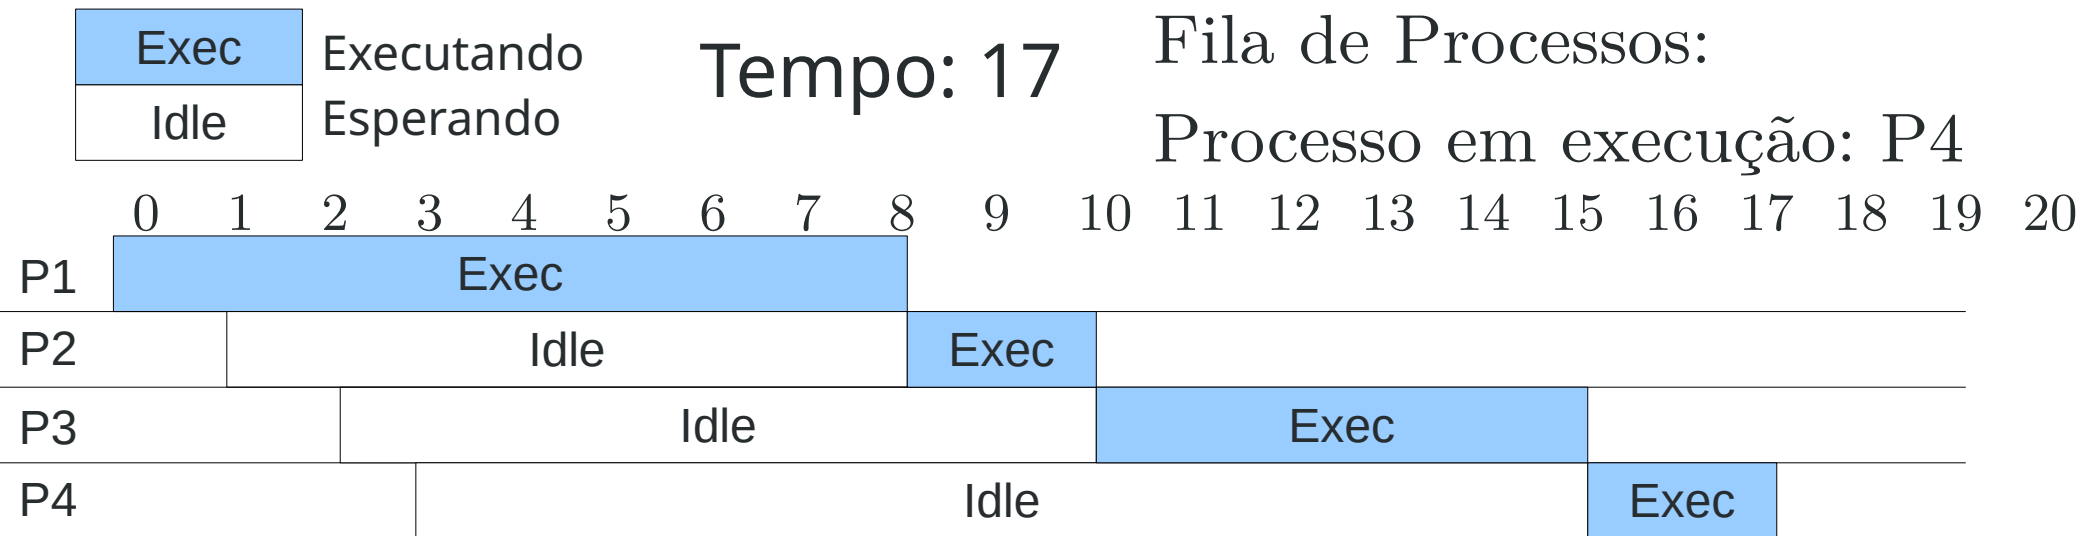 Exec Executando
Idle Esperando
Tempo: 17
Fila de Processos:
Processo em execução: P4
0 1 2 3 4 5 6 7 8 9 10 11 12 13 14 15 16 17 18 19 20
P1 Exec
P2 Idle Exec
P3 Idle Exec
P4 Idle Exec